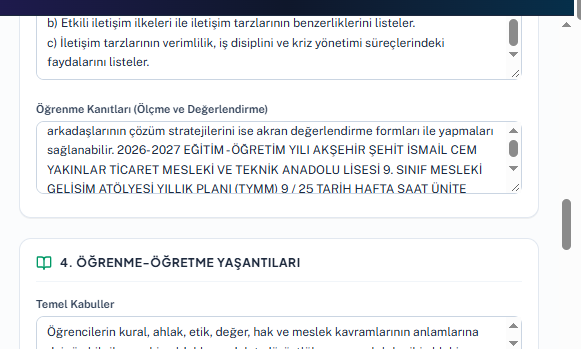 b) Etkili iletişim ilkeleri ile iletişim tarzlarının benzerliklerini listeler.
c) İletişim tarzlarının verimlilik, iş disiplini ve kriz yönetimi süreçlerindeki
faydalarını listeler.
Öğrenme Kanıtları (Ölçme ve Değerlendirme)
arkadaşlarının çözüm stratejilerini ise akran değerlendirme formları ile yapmaları
sağlanabilir. 2026-2027 EĞİTİM-ÖĞRETİM YILI AKŞEHİR ŞEHİT İSMAİL CEM
YAKINLAR TİCARET MESLEKİ VE TEKNİK ANADOLU LİSESİ 9. SINIF MESLEKİ
GELİŞİM ATÖLYESİ YILLIK PLANI (TYMM) 9 / 25 TARİH HAFTA SAAT ÜNİTE
4. ÖĞRENME-ÖĞRETME YAŞANTILARI
Temel Kabuller
Öğrencilerin kural, ahlak, etik, değer, hak ve meslek kavramlarının anlamlarına